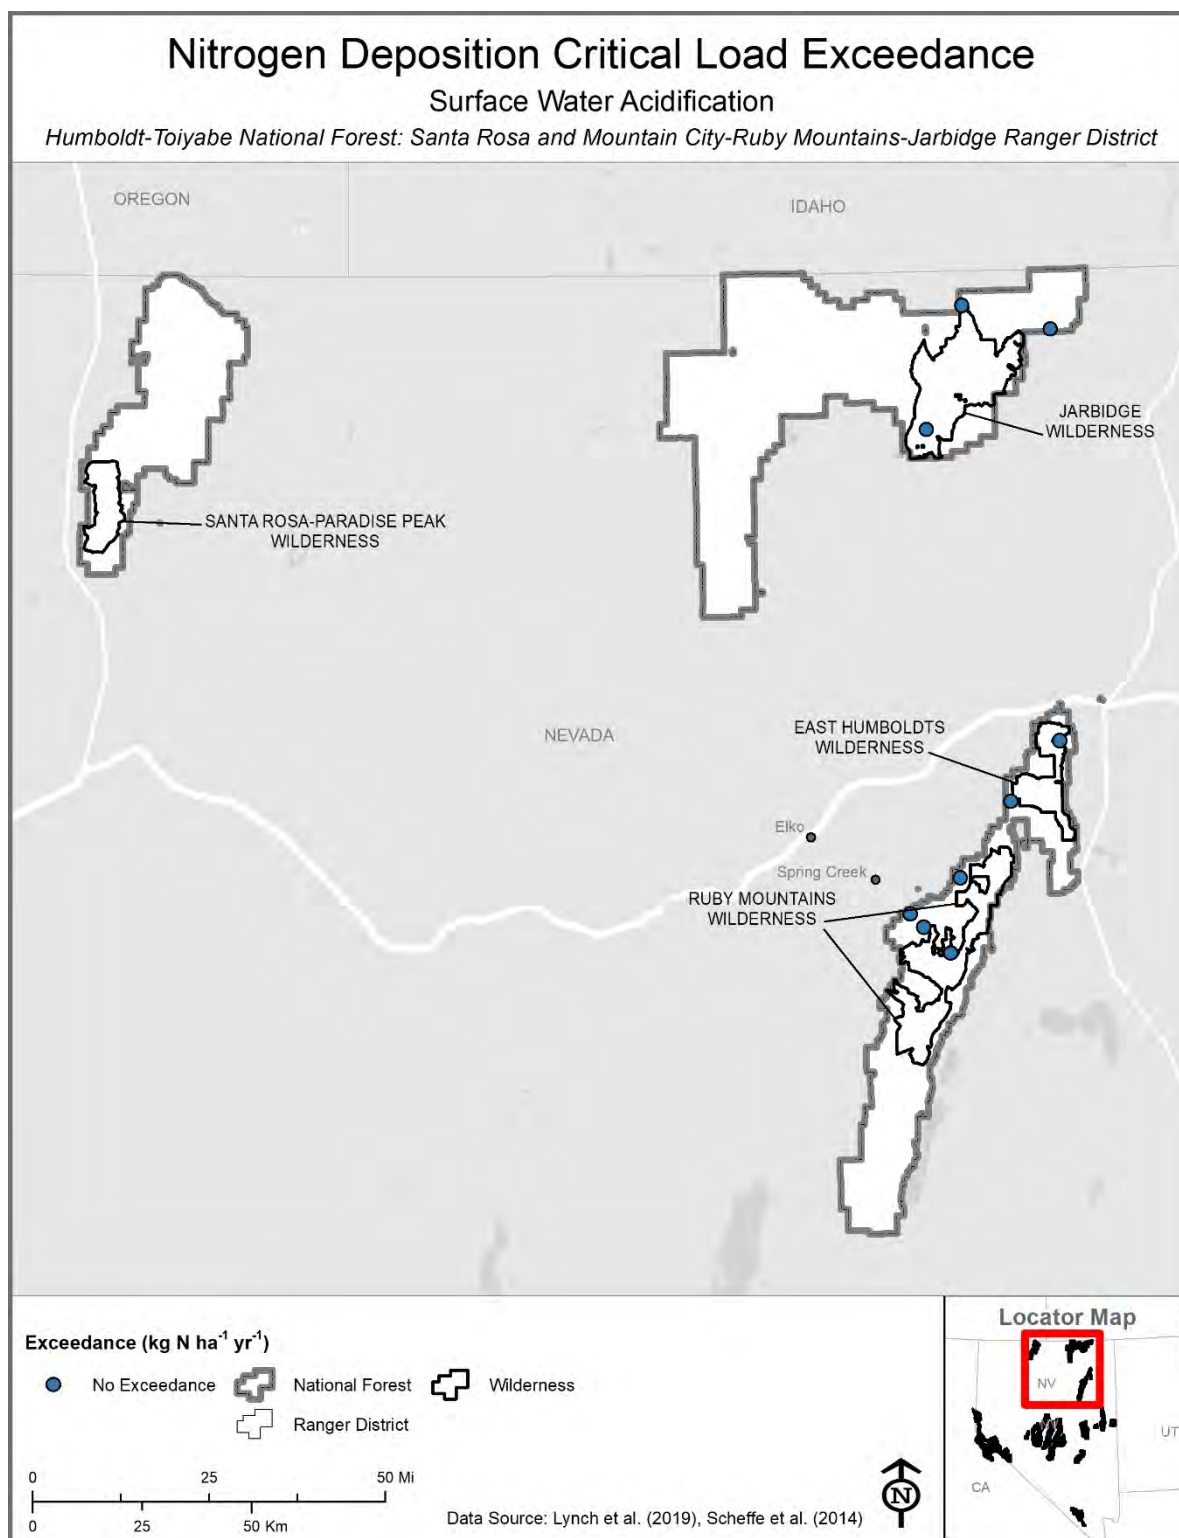 Nitrogen Deposition Critical Load Exceedance
Surface Water Acidification
Humboldt-Toiyabe National Forest: Santa Rosa and Mountain City-Ruby Mountains-Jarbidge Ranger District
OREGON
IDAHO
JARBIDGE
WILDERNESS
SANTA ROSA-PARADISE PEAK
WILDERNESS
NEVADA
EAST HUMBOLDTS
WILDERNESS
Elko
Spring Creek
RUBY MOUNTAINS
WILDERNESS
Exceedance (kg N ha⁻¹ yr⁻¹)
No Exceedance
National Forest
Wilderness
Ranger District
0 25 50 Mi
0 25 50 Km
N
Data Source: Lynch et al. (2019), Scheffe et al. (2014)
Locator Map
NV
NV
UT
CA